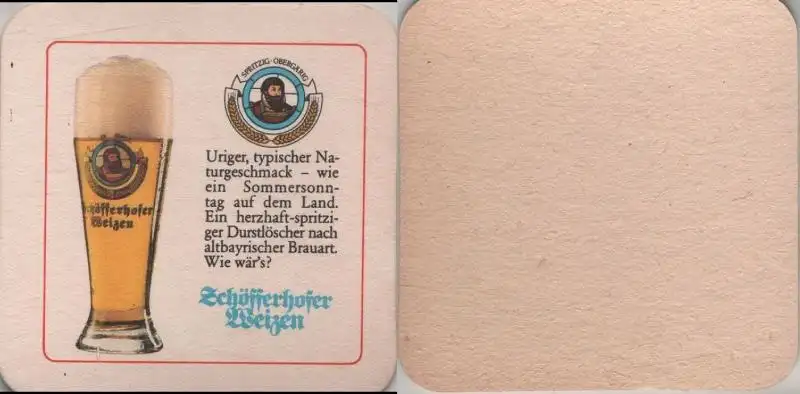 SPRITZIG · OBERGÄRIG
Uriger, typischer Na-
turgeschmack – wie
ein Sommersonn-
tag auf dem Land.
Ein herzhaft-spritzi-
ger Durstlöscher nach
altbayrischer Brauart.
Wie wär's?
Schöfferhofer
Weizen
Schöfferhofer
Weizen